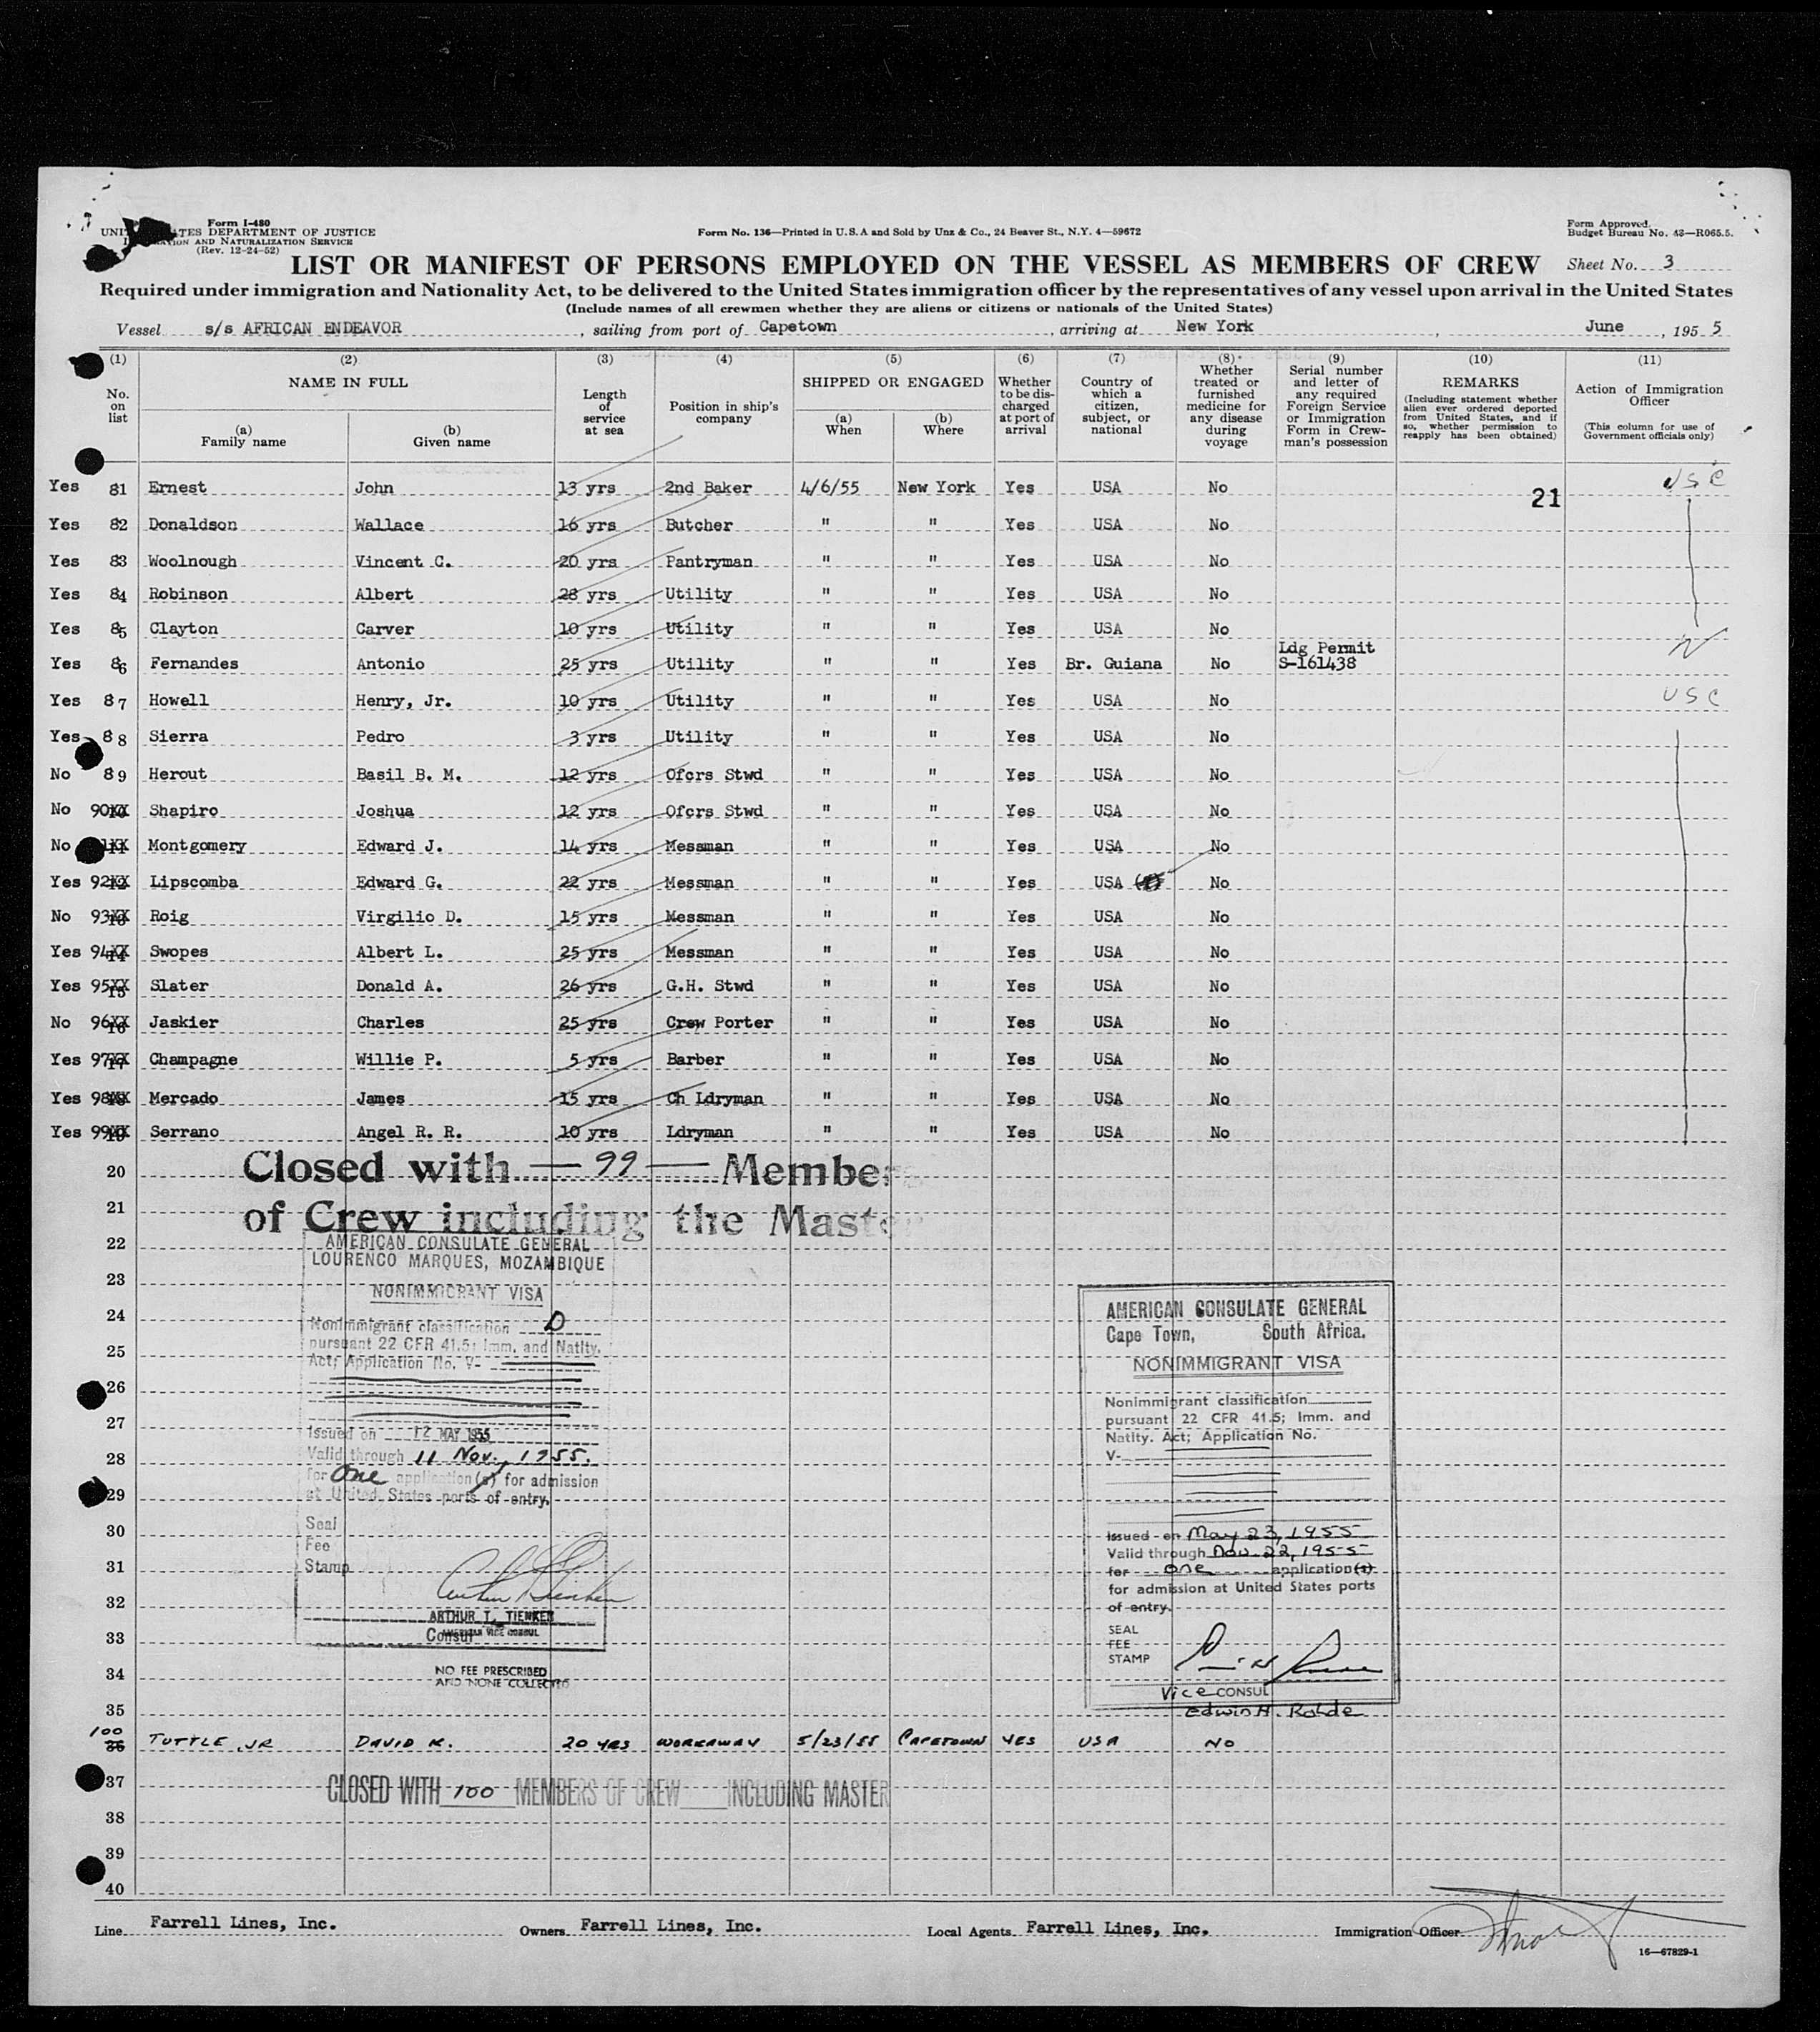 Form I-480
UNITED STATES DEPARTMENT OF JUSTICE
IMMIGRATION AND NATURALIZATION SERVICE
(Rev. 12-24-52)
Form No. 136—Printed in U.S.A and Sold by Unz & Co., 24 Beaver St., N.Y. 4—59672
Form Approved.
Budget Bureau No. 43—R065.5.
LIST OR MANIFEST OF PERSONS EMPLOYED ON THE VESSEL AS MEMBERS OF CREW Sheet No. 3
Required under immigration and Nationality Act, to be delivered to the United States immigration officer by the representatives of any vessel upon arrival in the United States
(Include names of all crewmen whether they are aliens or citizens or nationals of the United States)
Vessel s/s AFRICAN ENDEAVOR, sailing from port of Capetown, arriving at New York, June, 195 5
(1) (2) (3) (4) (5) (6) (7) (8) (9) (10) (11)
No. on list
NAME IN FULL
(a) Family name
(b) Given name
Length of service at sea
Position in ship's company
SHIPPED OR ENGAGED
(a) When
(b) Where
Whether to be discharged at port of arrival
Country of which a citizen, subject, or national
Whether treated or furnished medicine for any disease during voyage
Serial number and letter of any required Foreign Service or Immigration Form in Crewman's possession
REMARKS
(Including statement whether alien ever ordered deported from United States, and if so, whether permission to reapply has been obtained)
Action of Immigration Officer
(This column for use of Government officials only)
Yes 81 Ernest John 13 yrs 2nd Baker 4/6/55 New York Yes USA No 21 USC
Yes 82 Donaldson Wallace 16 yrs Butcher " " Yes USA No
Yes 83 Woolnough Vincent C. 20 yrs Pantryman " " Yes USA No
Yes 84 Robinson Albert 28 yrs Utility " " Yes USA No
Yes 85 Clayton Carver 10 yrs Utility " " Yes USA No
Yes 86 Fernandes Antonio 25 yrs Utility " " Yes Br. Guiana No Ldg Permit S-161438
Yes 87 Howell Henry, Jr. 10 yrs Utility " " Yes USA No USC
Yes 88 Sierra Pedro 3 yrs Utility " " Yes USA No
No 89 Herout Basil B. M. 12 yrs Ofcrs Stwd " " Yes USA No
No 90 Shapiro Joshua 12 yrs Ofcrs Stwd " " Yes USA No
No Montgomery Edward J. 14 yrs Messman " " Yes USA No
Yes 92 Lipscomba Edward G. 22 yrs Messman " " Yes USA No
No 93 Roig Virgilio D. 15 yrs Messman " " Yes USA No
Yes 94 Swopes Albert L. 25 yrs Messman " " Yes USA No
Yes 95 Slater Donald A. 26 yrs G.H. Stwd " " Yes USA No
No 96 Jaskier Charles 25 yrs Crew Porter " " Yes USA No
Yes 97 Champagne Willie P. 5 yrs Barber " " Yes USA No
Yes 98 Mercado James 15 yrs Ch Ldryman " " Yes USA No
Yes 99 Serrano Angel R. R. 10 yrs Ldryman " " Yes USA No
20
Closed with — 99 — Members
21
of Crew including the Master
22
AMERICAN CONSULATE GENERAL
LOURENCO MARQUES, MOZAMBIQUE
23
NONIMMIGRANT VISA
24
Nonimmigrant classification D
pursuant 22 CFR 41.5; Imm. and Natlty.
25
Act; Application No. V-
26
27
Issued on 12 MAY 1955
28
Valid through 11 Nov., 1955.
for One application(s) for admission
29
at United States ports of entry.
30
Seal
Fee
31
Stamp
32
ARTHUR T. TIENKEN
33
Consul
AMERICAN VICE CONSUL
34
NO FEE PRESCRIBED
AND NONE COLLECTED
35
AMERICAN CONSULATE GENERAL
Cape Town, South Africa.
NONIMMIGRANT VISA
Nonimmigrant classification
pursuant 22 CFR 41.5; Imm. and
Natlty. Act; Application No.
V-
Issued on May 23, 1955
Valid through Nov. 22, 1955
for one application(s)
for admission at United States ports
of entry.
SEAL
FEE
STAMP
Vice CONSUL
Edwin H. Rohde
100 36 TUTTLE, JR DAVID K. 20 YRS WORKAWAY 5/23/55 CAPETOWN YES USA NO
37
CLOSED WITH 100 MEMBERS OF CREW INCLUDING MASTER
38
39
40
Line Farrell Lines, Inc. Owners Farrell Lines, Inc. Local Agents Farrell Lines, Inc. Immigration Officer
16—67829-1